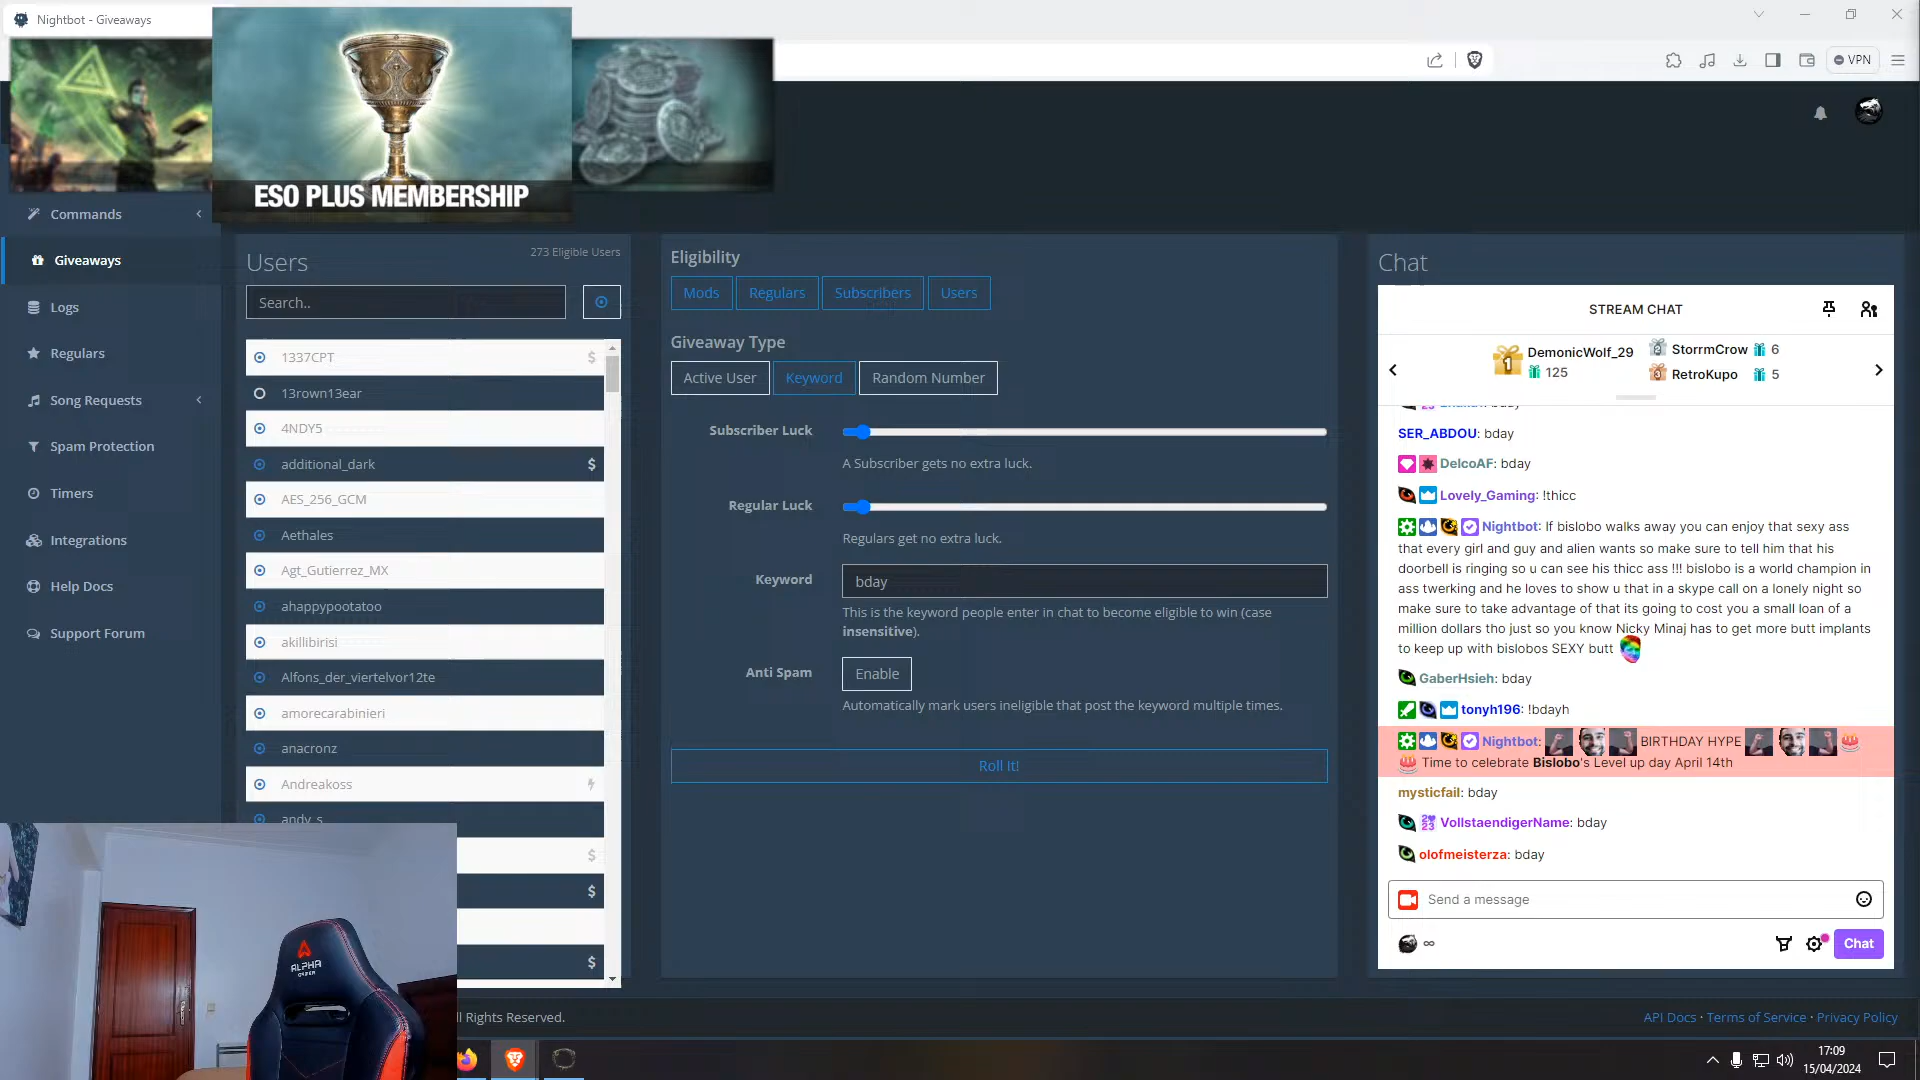 Nightbot - Giveaways
VPN
ESO PLUS MEMBERSHIP
Commands
Giveaways
Logs
Regulars
Song Requests
Spam Protection
Timers
Integrations
Help Docs
Support Forum
Users
273 Eligible Users
Search..
1337CPT
$
13rown13ear
4NDY5
additional_dark
$
AES_256_GCM
Aethales
Agt_Gutierrez_MX
ahappypootatoo
akillibirisi
Alfons_der_viertelvor12te
amorecarabinieri
anacronz
Andreakoss
andy_s
$
$
$
Eligibility
Mods
Regulars
Subscribers
Users
Giveaway Type
Active User
Keyword
Random Number
Subscriber Luck
A Subscriber gets no extra luck.
Regular Luck
Regulars get no extra luck.
Keyword
bday
This is the keyword people enter in chat to become eligible to win (case
insensitive).
Anti Spam
Enable
Automatically mark users ineligible that post the keyword multiple times.
Roll It!
Chat
STREAM CHAT
1
DemonicWolf_29
125
2
StorrmCrow
6
3
RetroKupo
5
SER_ABDOU: bday
DelcoAF: bday
Lovely_Gaming: !thicc
Nightbot: If bislobo walks away you can enjoy that sexy ass
that every girl and guy and alien wants so make sure to tell him that his
doorbell is ringing so u can see his thicc ass !!! bislobo is a world champion in
ass twerking and he loves to show u that in a skype call on a lonely night so
make sure to take advantage of that its going to cost you a small loan of a
million dollars tho just so you know Nicky Minaj has to get more butt implants
to keep up with bislobos SEXY butt
GaberHsieh: bday
tonyh196: !bdayh
Nightbot: BIRTHDAY HYPE
Time to celebrate Bislobo's Level up day April 14th
mysticfail: bday
VollstaendigerName: bday
olofmeisterza: bday
Send a message
∞
Chat
ALPHA
ll Rights Reserved.
API Docs · Terms of Service · Privacy Policy
17:09
15/04/2024